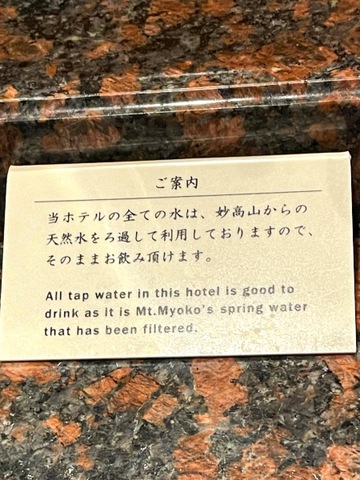 ご案内
当ホテルの全ての水は、妙高山からの
天然水をろ過して利用しておりますので、
そのままお飲み頂けます。
All tap water in this hotel is good to
drink as it is Mt.Myoko's spring water
that has been filtered.